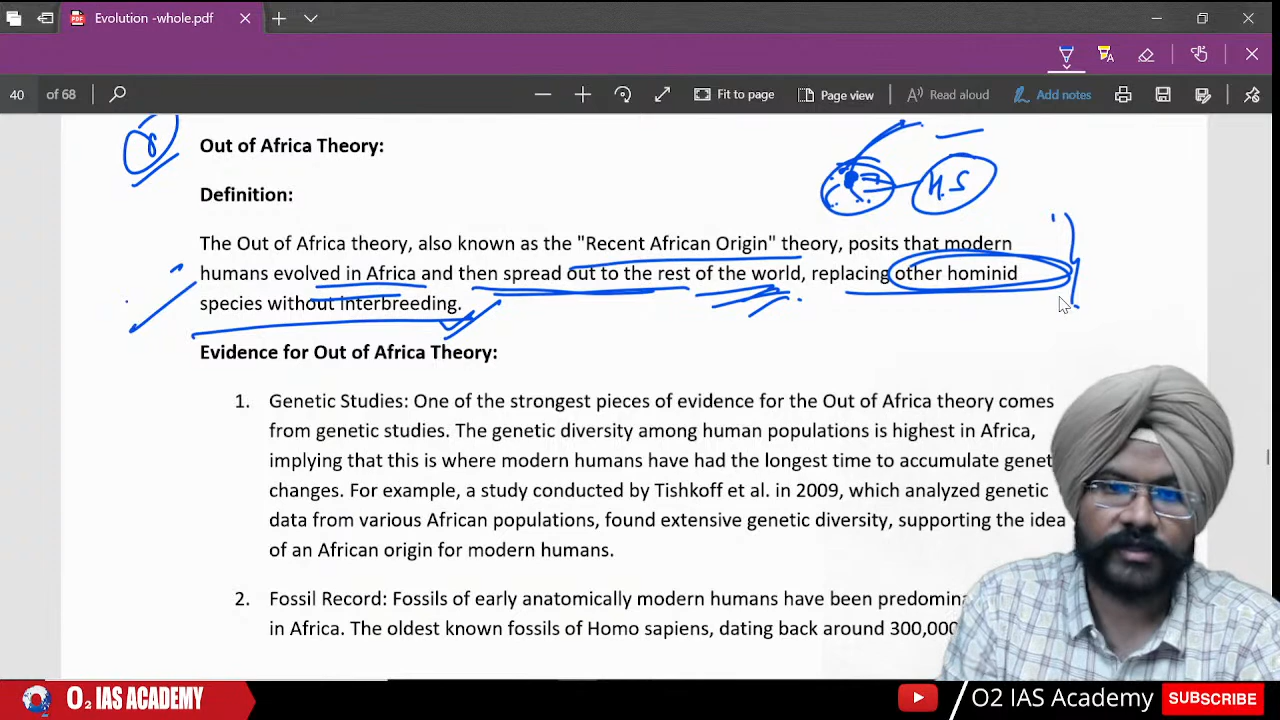 Evolution -whole.pdf
40 of 68 Fit to page Page view Read aloud Add notes
Out of Africa Theory:
Definition:
H.S
The Out of Africa theory, also known as the "Recent African Origin" theory, posits that modern
humans evolved in Africa and then spread out to the rest of the world, replacing other hominid
species without interbreeding.
Evidence for Out of Africa Theory:
1. Genetic Studies: One of the strongest pieces of evidence for the Out of Africa theory comes
from genetic studies. The genetic diversity among human populations is highest in Africa,
implying that this is where modern humans have had the longest time to accumulate genet
changes. For example, a study conducted by Tishkoff et al. in 2009, which analyzed genetic
data from various African populations, found extensive genetic diversity, supporting the idea
of an African origin for modern humans.
2. Fossil Record: Fossils of early anatomically modern humans have been predomina
in Africa. The oldest known fossils of Homo sapiens, dating back around 300,000
O2 IAS ACADEMY
O2 IAS Academy SUBSCRIBE